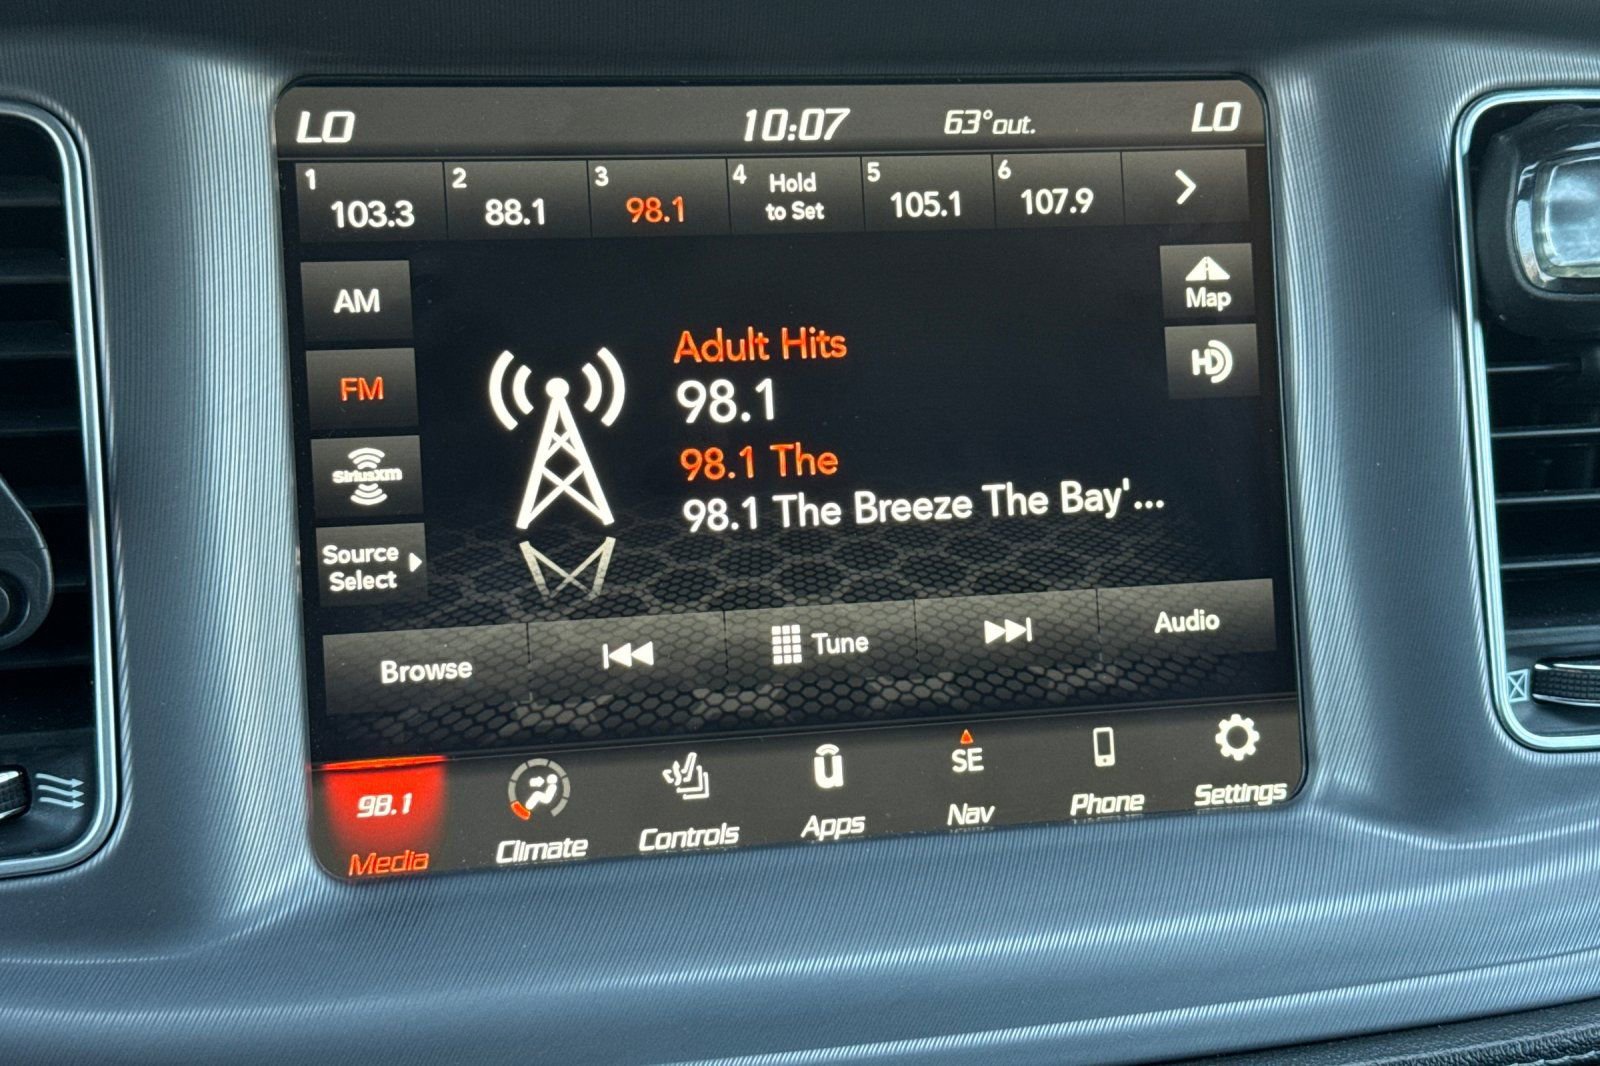 LO 10:07 63°out. LO
1 2 3 4 5 6
103.3 88.1 98.1 Hold to Set 105.1 107.9
AM
FM
SiriusXM
Source
Select
Map
HD
Adult Hits
98.1
98.1 The
98.1 The Breeze The Bay'...
Browse Tune Audio
98.1 SE
Media Climate Controls Apps Nav Phone Settings